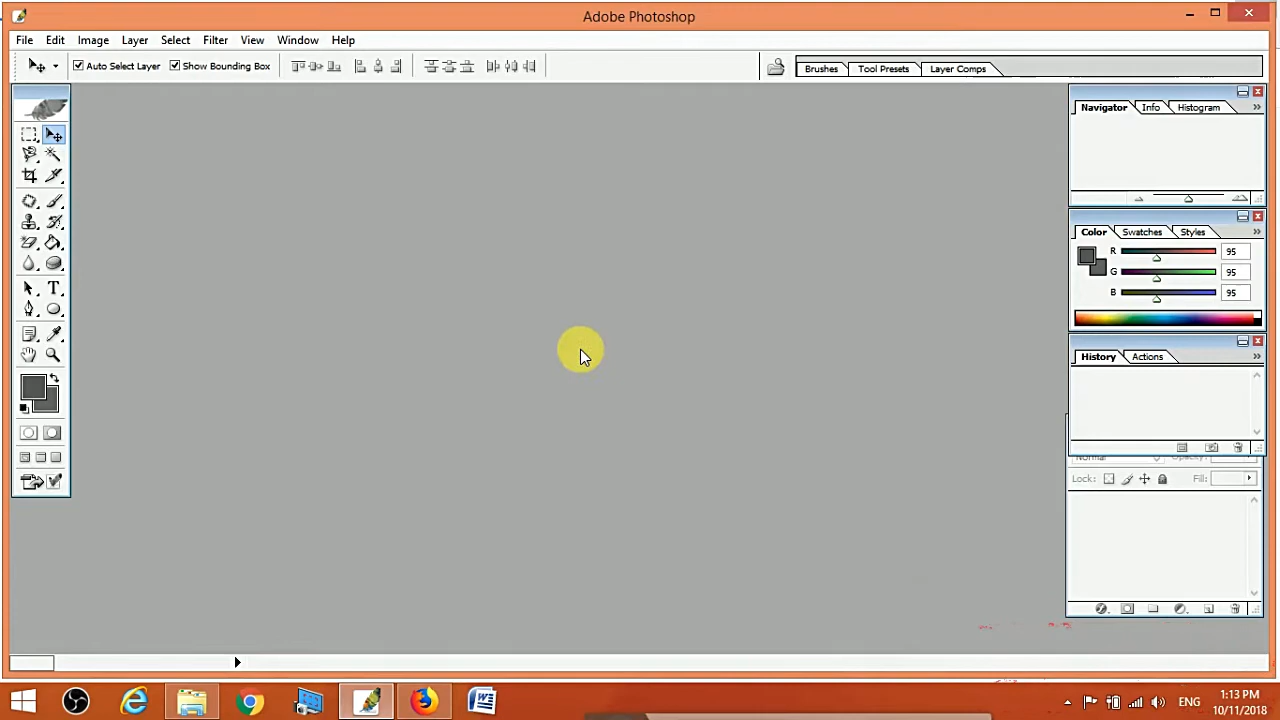 Adobe Photoshop
File Edit Image Layer Select Filter View Window Help
Auto Select Layer Show Bounding Box Brushes Tool Presets Layer Comps
Navigator Info Histogram
Color Swatches Styles
R 95
G 95
B 95
History Actions
Normal Opacity:
Lock: Fill:
T
W
ENG
1:13 PM
10/11/2018